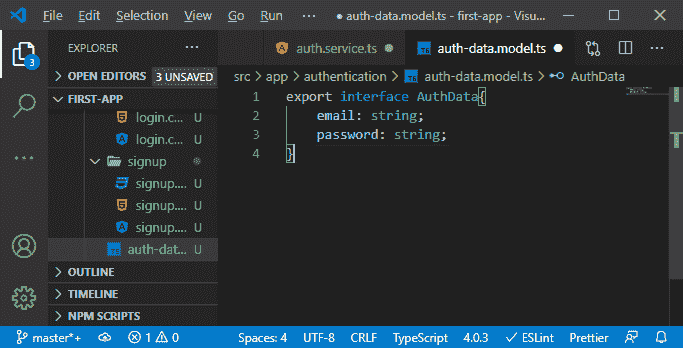 File Edit Selection View Go Run ··· auth-data.model.ts - first-app - Visu...
EXPLORER ···
auth.service.ts
auth-data.model.ts
3
OPEN EDITORS 3 UNSAVED
src > app > authentication > auth-data.model.ts > AuthData
FIRST-APP
login.c... U
login.c... U
signup
signup.... U
signup.... U
signup.... U
auth-dat... U
OUTLINE
TIMELINE
NPM SCRIPTS
1 export interface AuthData{
2 email: string;
3 password: string;
4 }
master*+ 1 0 Spaces: 4 UTF-8 CRLF TypeScript 4.0.3 ESLint Prettier